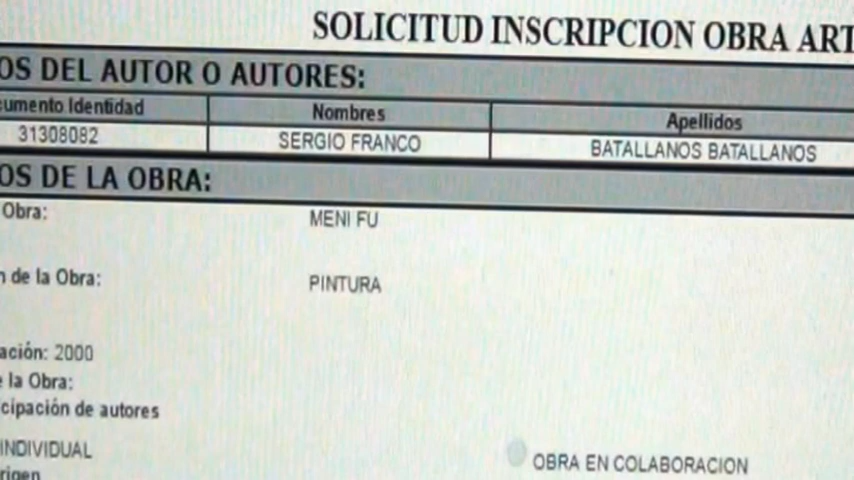 SOLICITUD INSCRIPCION OBRA ART
OS DEL AUTOR O AUTORES:
cumento Identidad Nombres Apellidos
31308082 SERGIO FRANCO BATALLANOS BATALLANOS
OS DE LA OBRA:
Obra: MENI FU
n de la Obra: PINTURA
ación: 2000
e la Obra:
cipación de autores
INDIVIDUAL OBRA EN COLABORACION
rigen